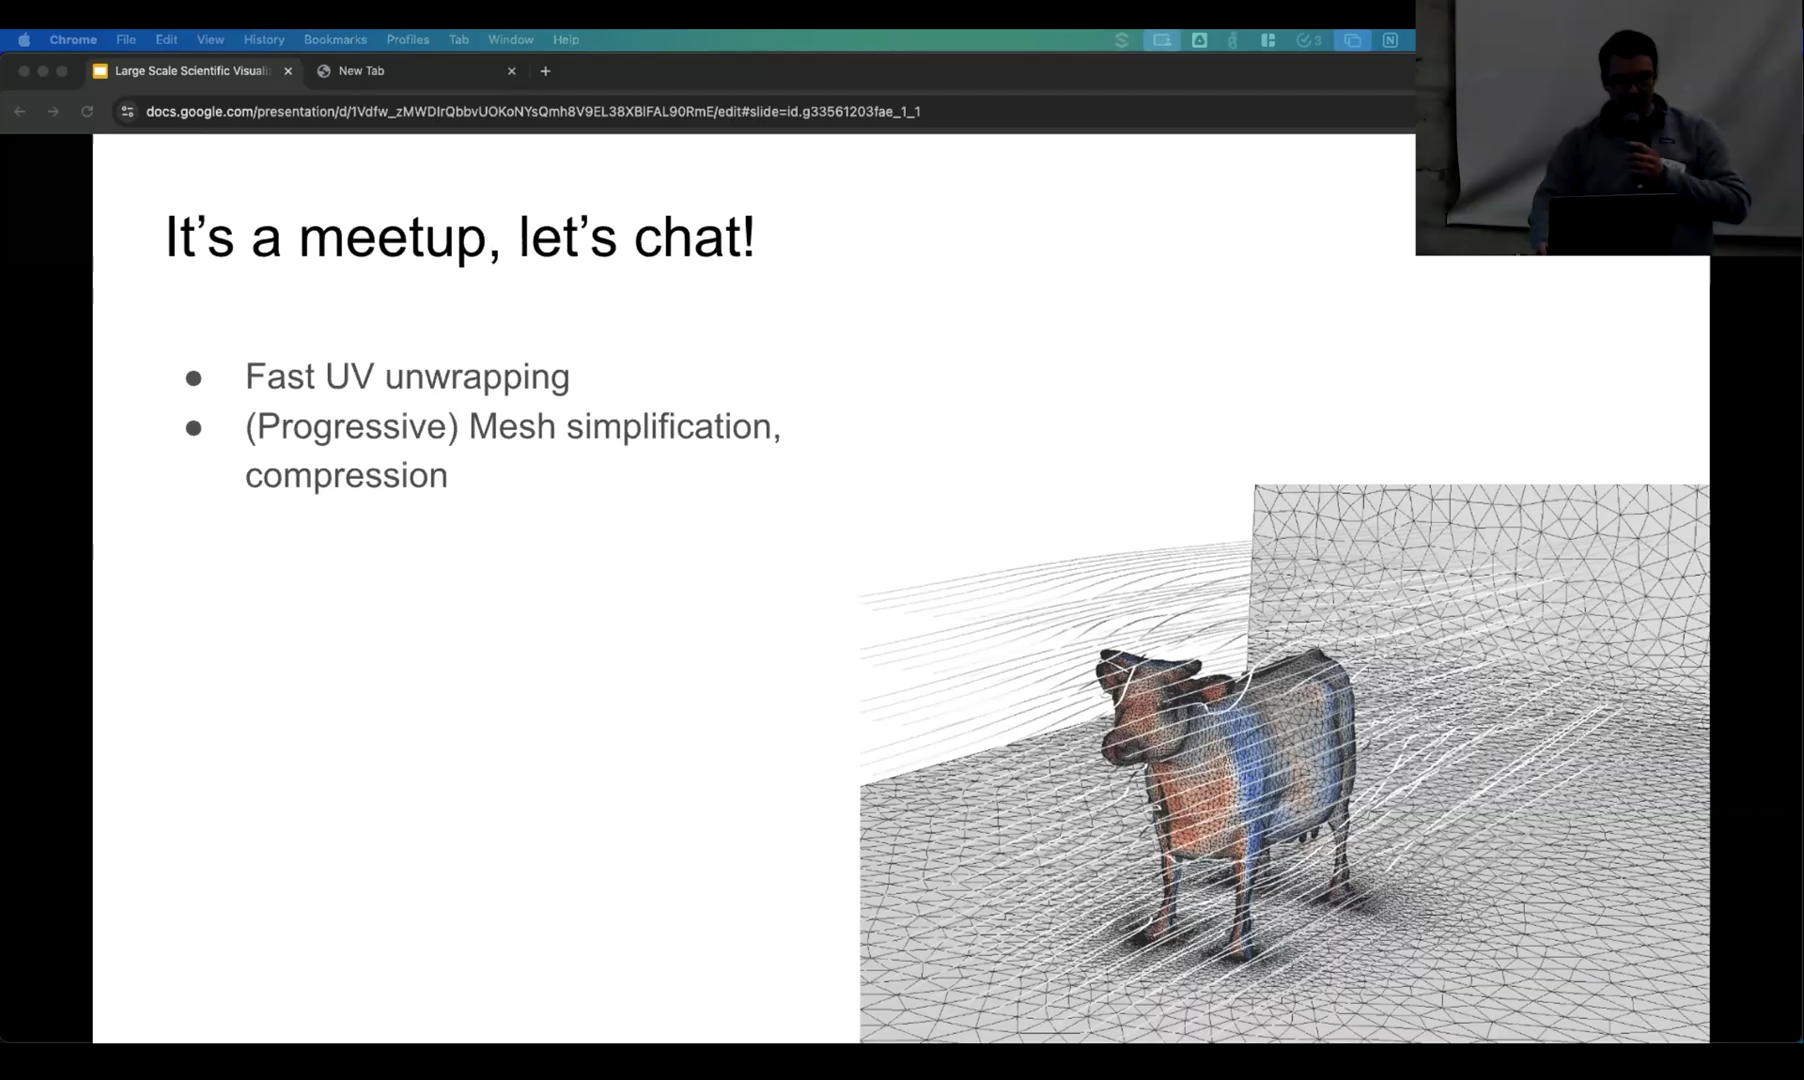 Chrome File Edit View History Bookmarks Profiles Tab Window Help 3
Large Scale Scientific Visuali New Tab
docs.google.com/presentation/d/1Vdfw_zMWDIrQbbvUOKoNYsQmh8V9EL38XBIFAL90RmE/edit#slide=id.g33561203fae_1_1
It’s a meetup, let’s chat!
● Fast UV unwrapping
● (Progressive) Mesh simplification,
compression